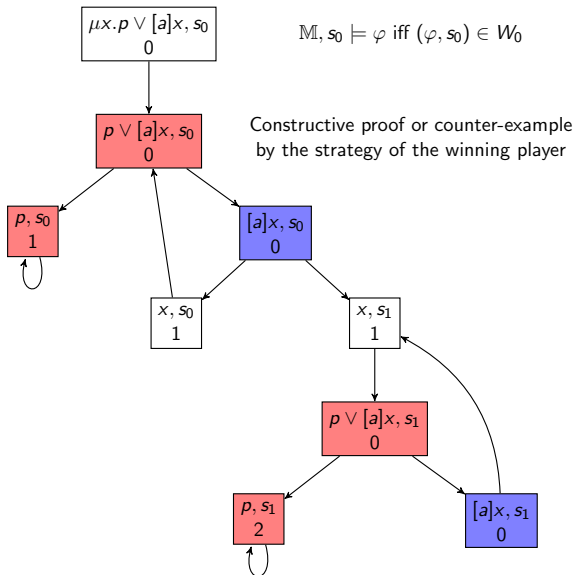 μx.p ∨ [a]x, s₀
0
𝕄, s₀ ⊨ φ iff (φ, s₀) ∈ W₀
p ∨ [a]x, s₀
0
Constructive proof or counter-example
by the strategy of the winning player
p, s₀
1
[a]x, s₀
0
x, s₀
1
x, s₁
1
p ∨ [a]x, s₁
0
p, s₁
2
[a]x, s₁
0